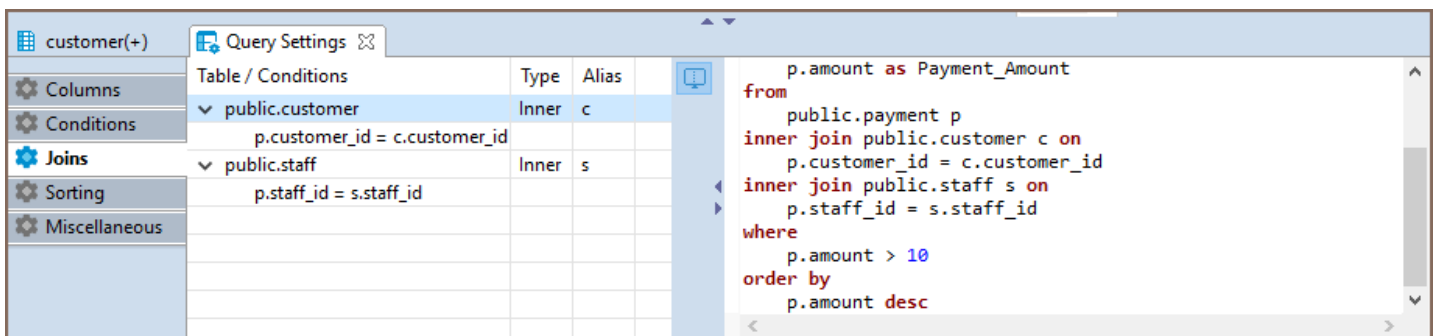 customer(+)
Query Settings
Columns
Conditions
Joins
Sorting
Miscellaneous
Table / Conditions Type Alias
public.customer Inner c
p.customer_id = c.customer_id
public.staff Inner s
p.staff_id = s.staff_id
p.amount as Payment_Amount
from
public.payment p
inner join public.customer c on
p.customer_id = c.customer_id
inner join public.staff s on
p.staff_id = s.staff_id
where
p.amount > 10
order by
p.amount desc